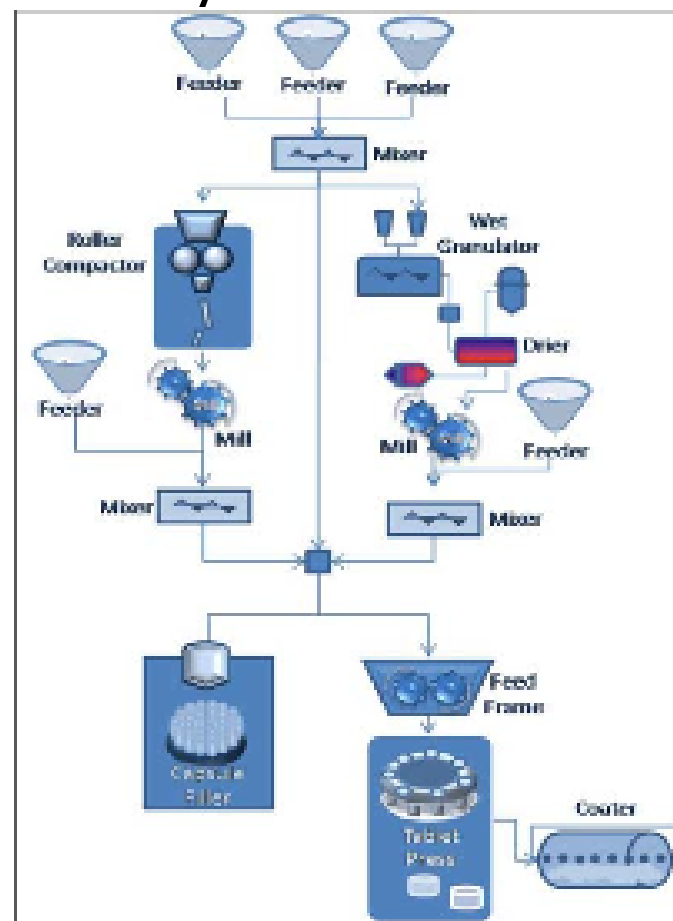 Feeder
Feeder
Feeder
Mixer
Roller
Compactor
Wet
Granulator
Drier
Feeder
Mill
Mill
Feeder
Mixer
Mixer
Feed
Frame
Capsule
Filler
Coater
Tablet
Press